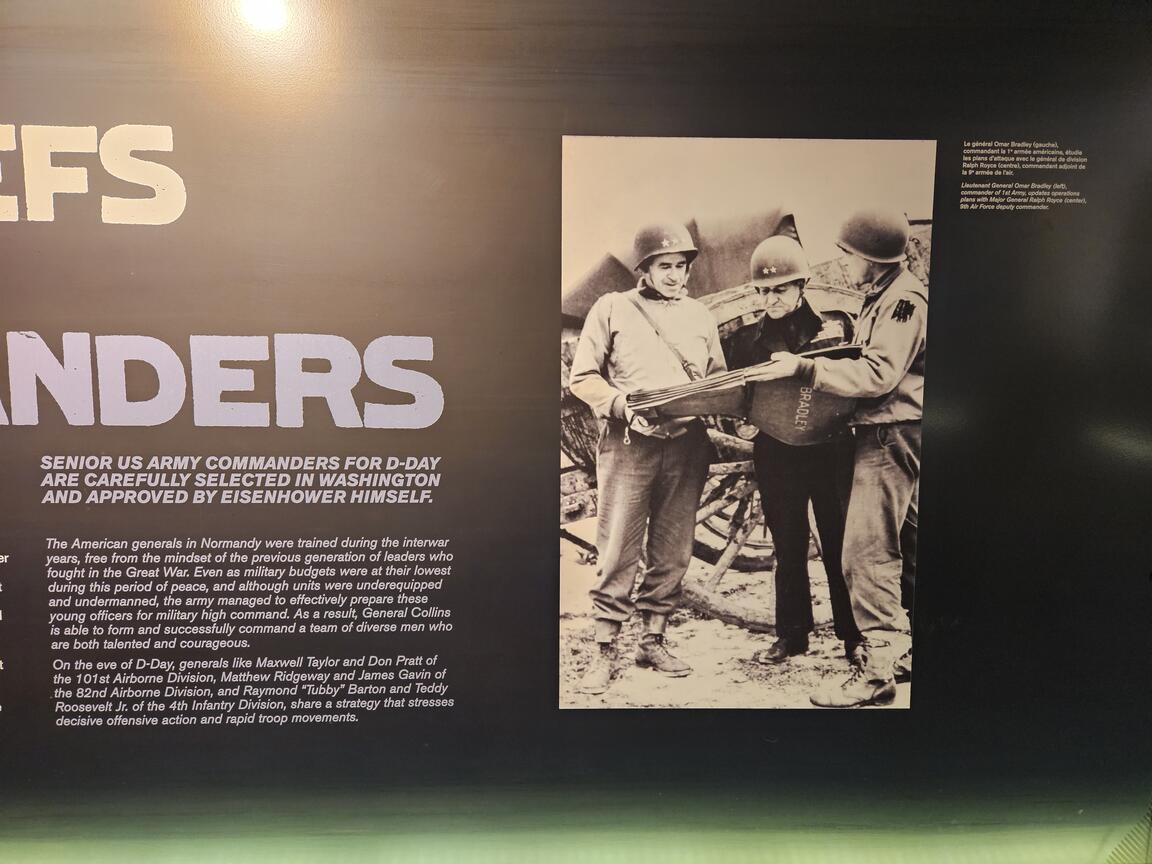 EFS
NDERS
SENIOR US ARMY COMMANDERS FOR D-DAY
ARE CAREFULLY SELECTED IN WASHINGTON
AND APPROVED BY EISENHOWER HIMSELF.
The American generals in Normandy were trained during the interwar
years, free from the mindset of the previous generation of leaders who
fought in the Great War. Even as military budgets were at their lowest
during this period of peace, and although units were underequipped
and undermanned, the army managed to effectively prepare these
young officers for military high command. As a result, General Collins
is able to form and successfully command a team of diverse men who
are both talented and courageous.
On the eve of D-Day, generals like Maxwell Taylor and Don Pratt of
the 101st Airborne Division, Matthew Ridgeway and James Gavin of
the 82nd Airborne Division, and Raymond “Tubby” Barton and Teddy
Roosevelt Jr. of the 4th Infantry Division, share a strategy that stresses
decisive offensive action and rapid troop movements.
BRADLEY
Le général Omar Bradley (gauche),
commandant la 1re armée américaine, étudie
les plans d'attaque avec le général de division
Ralph Royce (centre), commandant adjoint de
la 9e armée de l'air.
Lieutenant General Omar Bradley (left),
commander of 1st Army, updates operations
plans with Major General Ralph Royce (center),
9th Air Force deputy commander.